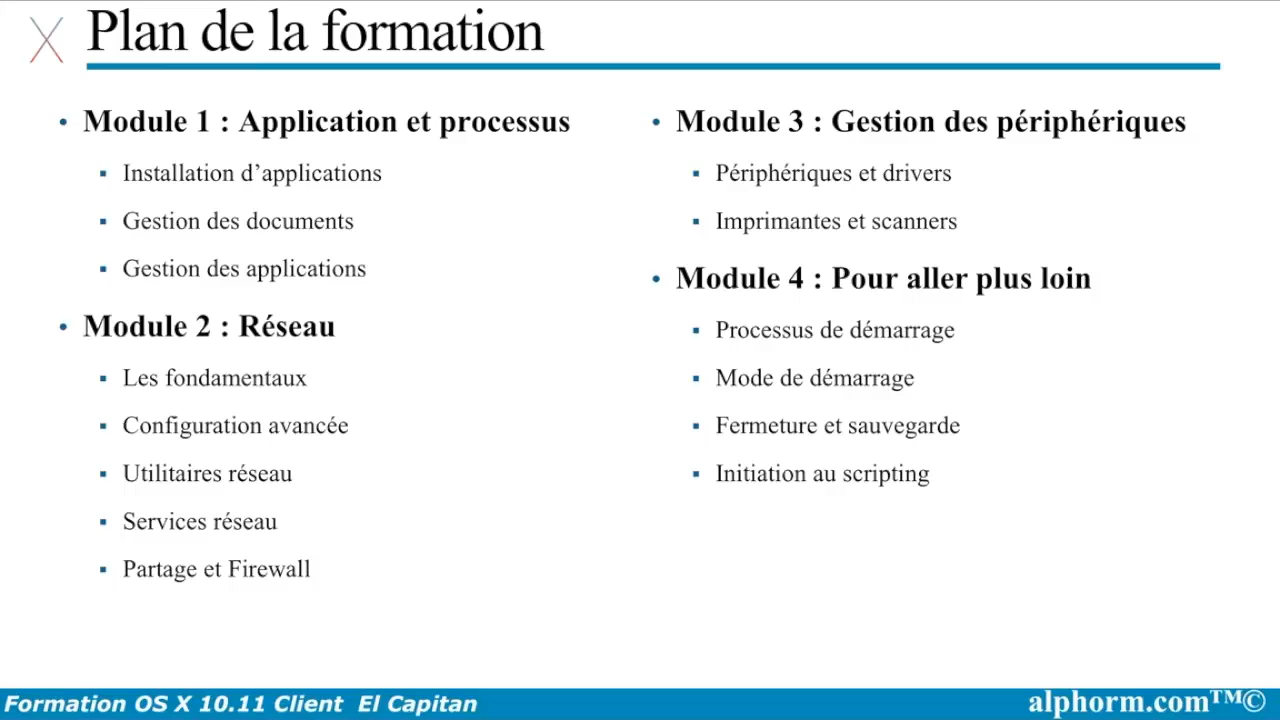 Plan de la formation
• Module 1 : Application et processus
▪ Installation d’applications
▪ Gestion des documents
▪ Gestion des applications
• Module 2 : Réseau
▪ Les fondamentaux
▪ Configuration avancée
▪ Utilitaires réseau
▪ Services réseau
▪ Partage et Firewall
• Module 3 : Gestion des périphériques
▪ Périphériques et drivers
▪ Imprimantes et scanners
• Module 4 : Pour aller plus loin
▪ Processus de démarrage
▪ Mode de démarrage
▪ Fermeture et sauvegarde
▪ Initiation au scripting
Formation OS X 10.11 Client El Capitan
alphorm.com™©